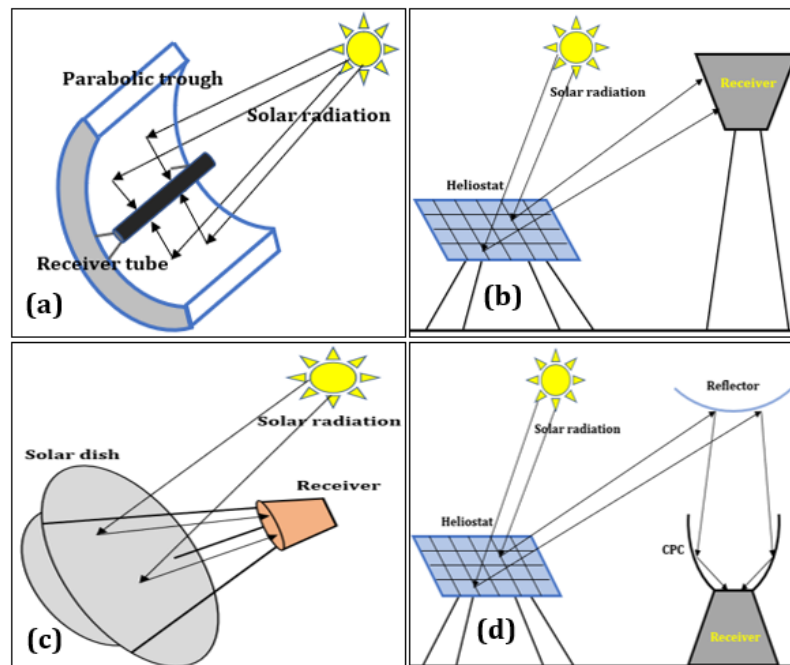 Parabolic trough
Solar radiation
Receiver tube
(a)
Receiver
Solar radiation
Heliostat
(b)
Solar radiation
Solar dish
Receiver
(c)
Reflector
Solar radiation
Heliostat
CPC
(d)
Receiver